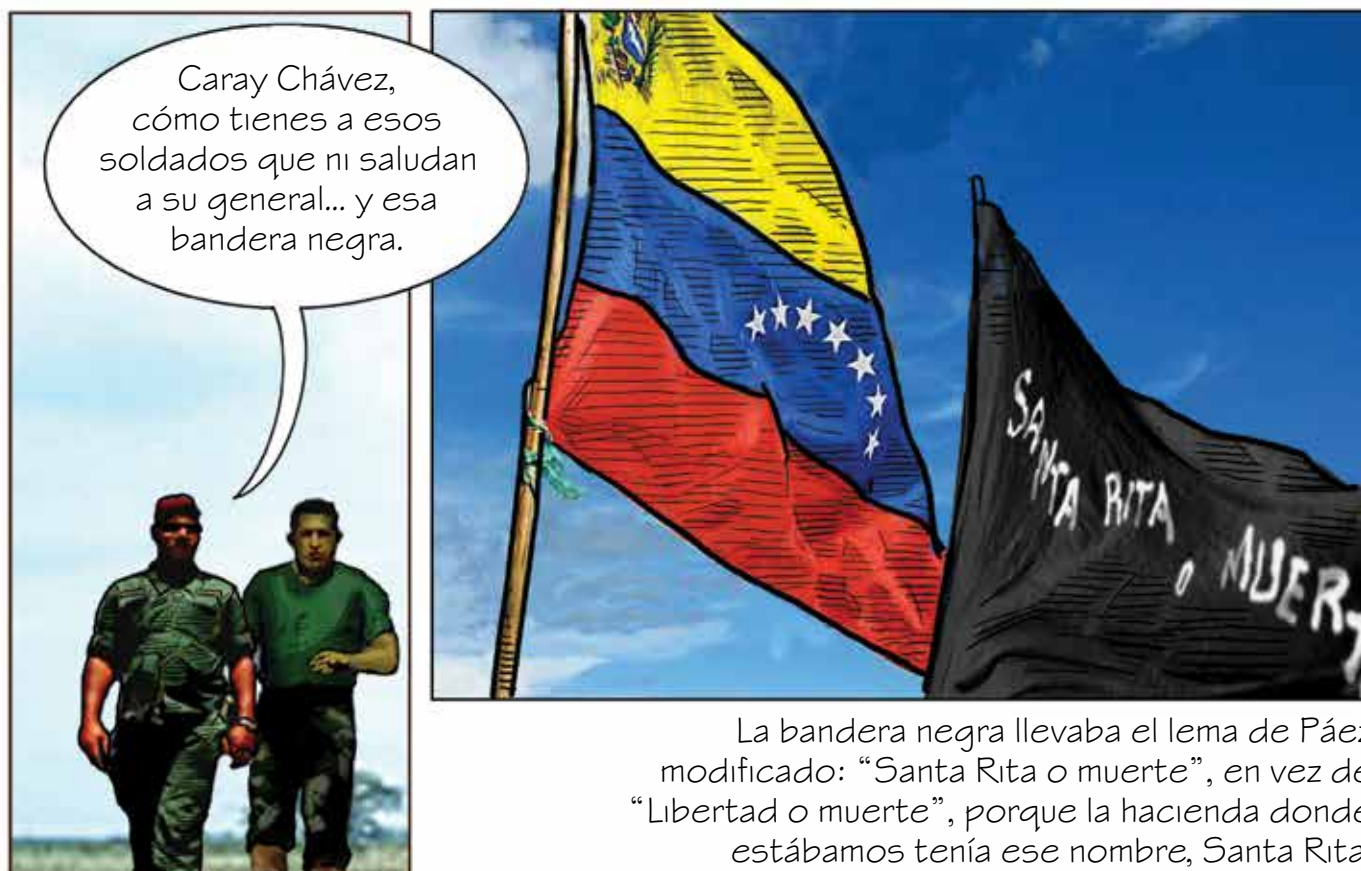 Caray Chávez,
cómo tienes a esos
soldados que ni saludan
a su general... y esa
bandera negra.
SANTA RITA
O MUERT
La bandera negra llevaba el lema de Páez
modificado: “Santa Rita o muerte”, en vez de
“Libertad o muerte”, porque la hacienda donde
estábamos tenía ese nombre, Santa Rita